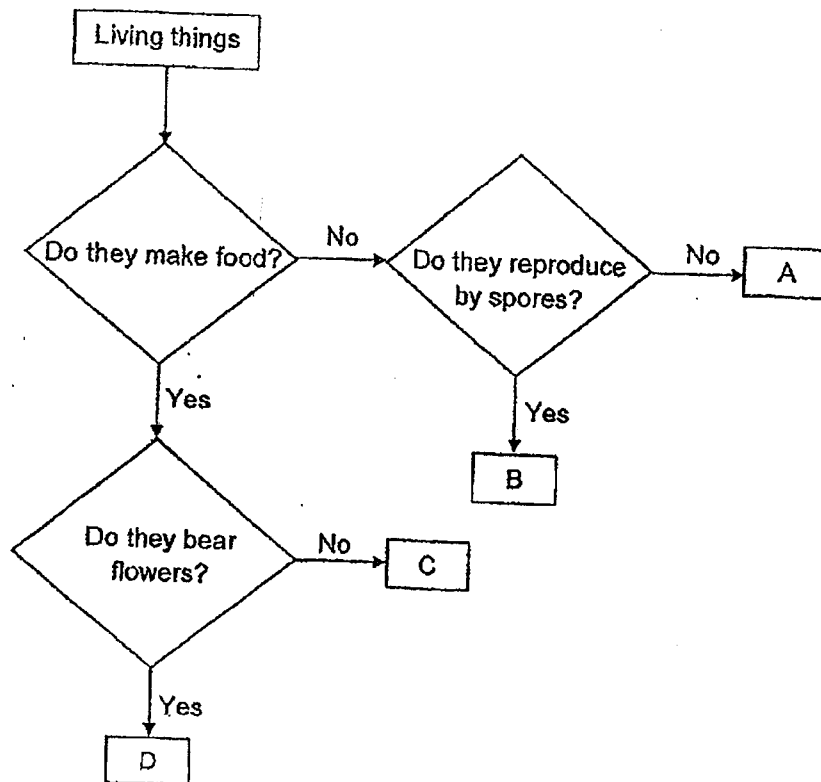 Living things
Do they make food?
No
Do they reproduce
by spores?
No
A
Yes
Yes
B
Do they bear
flowers?
No
C
Yes
D